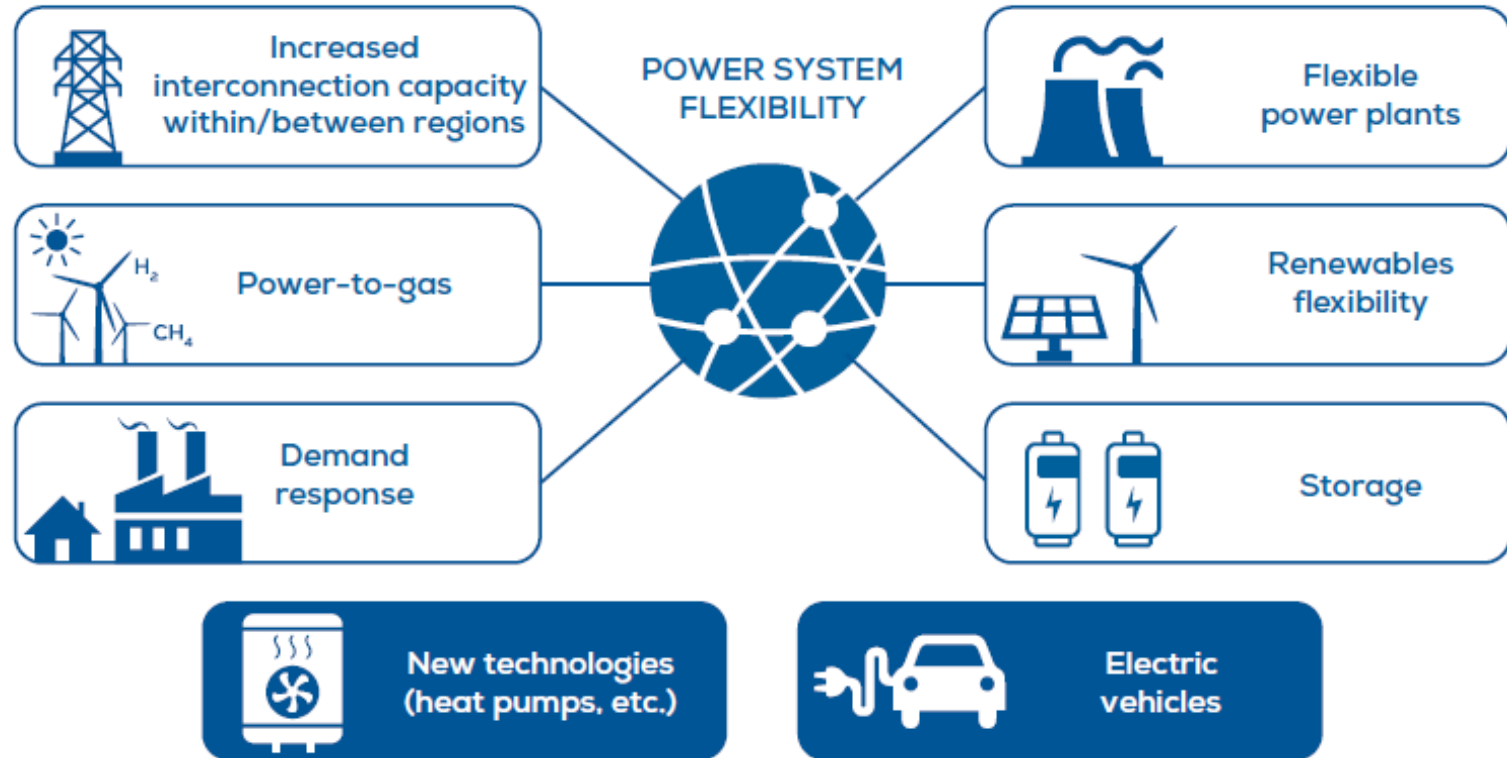 Increased
interconnection capacity
within/between regions
POWER SYSTEM
FLEXIBILITY
Flexible
power plants
H₂
CH₄
Power-to-gas
Renewables
flexibility
Demand
response
Storage
New technologies
(heat pumps, etc.)
Electric
vehicles